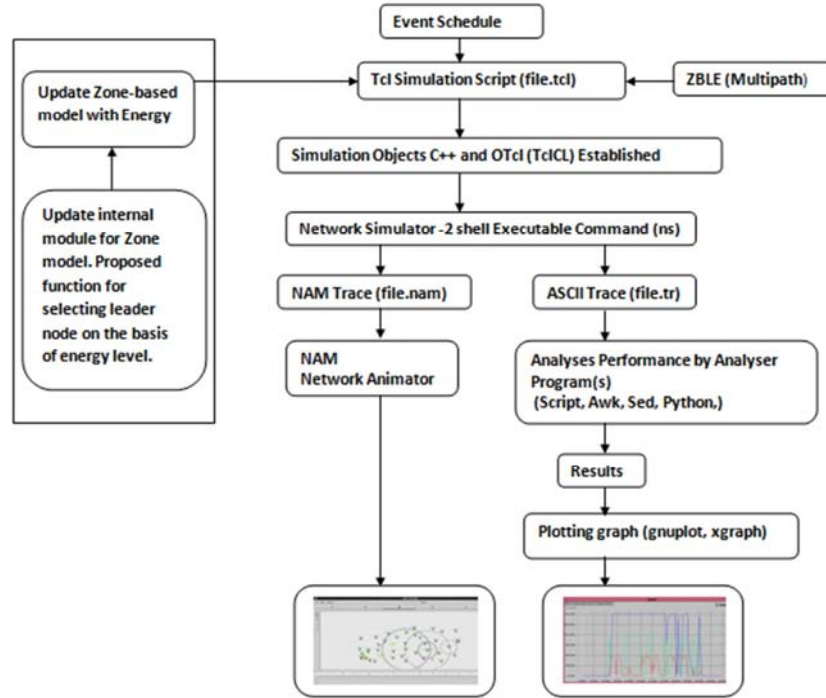 Event Schedule
Tcl Simulation Script (file.tcl)
ZBLE (Multipath)
Update Zone-based
model with Energy
Simulation Objects C++ and OTcl (TclCL) Established
Update internal
module for Zone
model. Proposed
function for
selecting leader
node on the basis
of energy level.
Network Simulator -2 shell Executable Command (ns)
NAM Trace (file.nam)
ASCII Trace (file.tr)
NAM
Network Animator
Analyses Performance by Analyser
Program(s)
(Script, Awk, Sed, Python,)
Results
Plotting graph (gnuplot, xgraph)